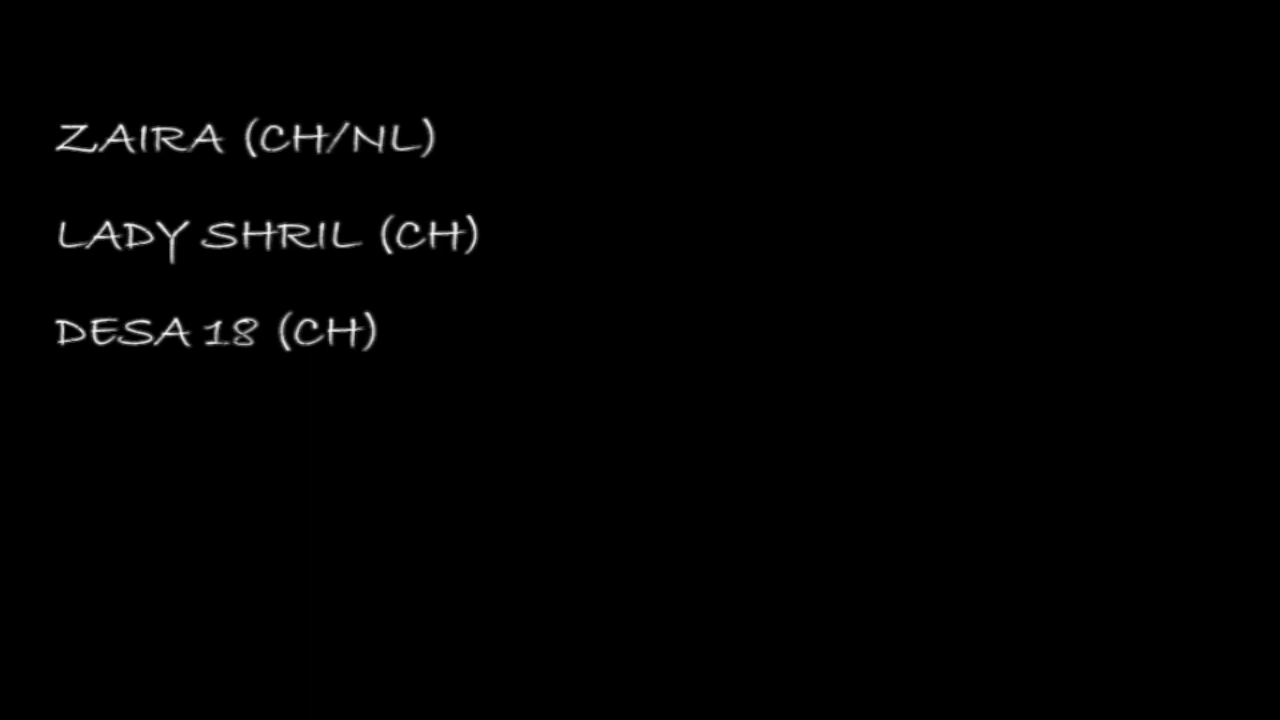 ZAIRA (CH/NL)
LADY SHRIL (CH)
DESA 18 (CH)